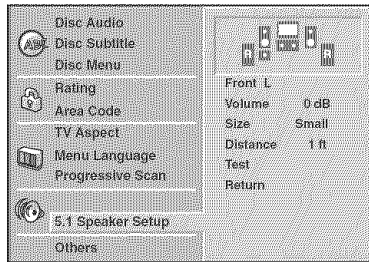 Disc Audio
Disc Subtitle
Disc Menu
Rating
Area Code
TV Aspect
Menu Language
Progressive Scan
5.1 Speaker Setup
Others
Front L
Volume 0 dB
Size Small
Distance 1 ft
Test
Return